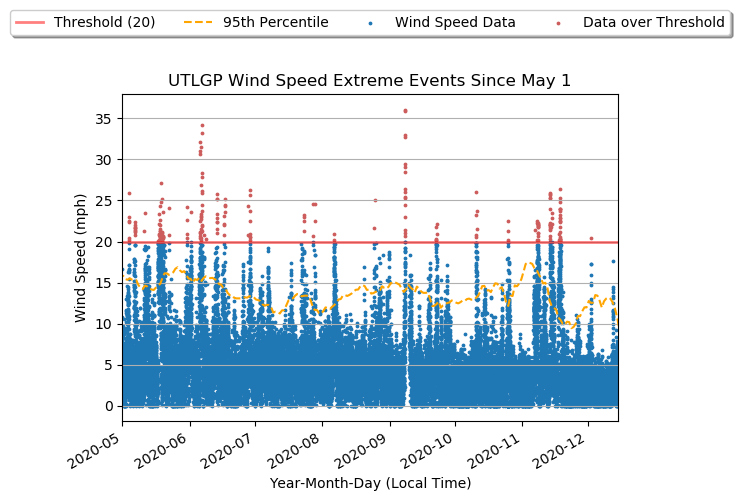 Threshold (20) 95th Percentile Wind Speed Data Data over Threshold
UTLGP Wind Speed Extreme Events Since May 1
Wind Speed (mph)
35
30
25
20
15
10
5
0
2020-05 2020-06 2020-07 2020-08 2020-09 2020-10 2020-11 2020-12
Year-Month-Day (Local Time)